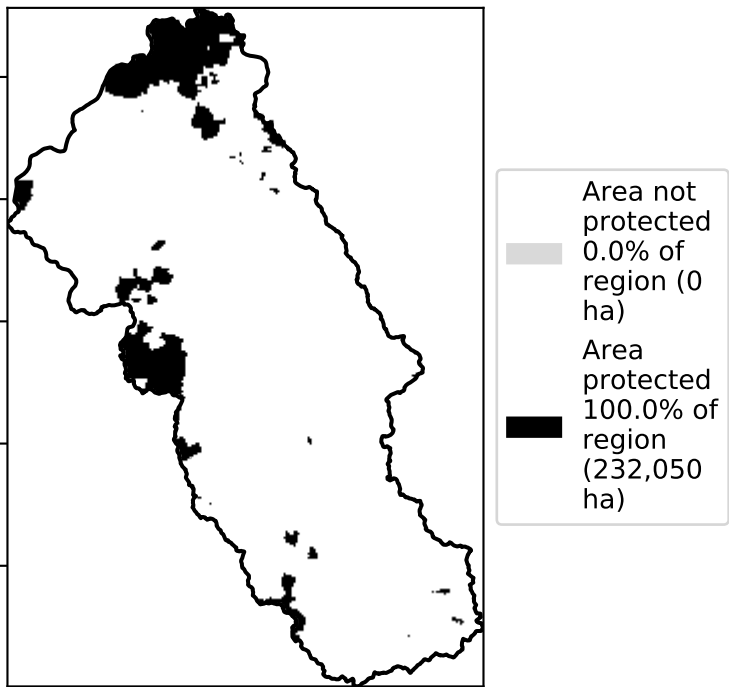 Area not
protected
0.0% of
region (0
ha)
Area
protected
100.0% of
region
(232,050
ha)